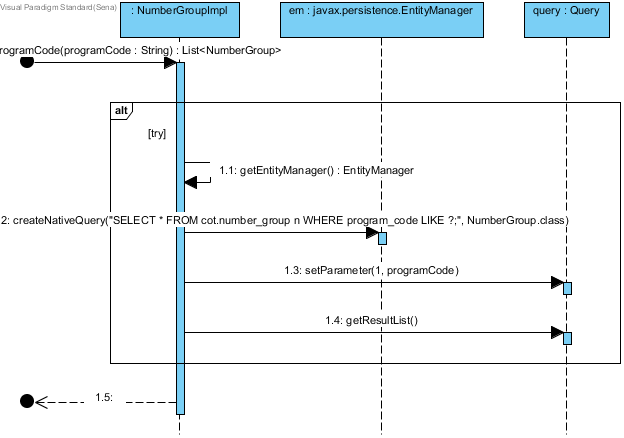 Visual Paradigm Standard(Sena)
: NumberGroupImpl
em : javax.persistence.EntityManager
query : Query
rogramCode(programCode : String) : List<NumberGroup>
alt
[try]
1.1: getEntityManager() : EntityManager
2: createNativeQuery("SELECT * FROM cot.number_group n WHERE program_code LIKE ?;", NumberGroup.class)
1.3: setParameter(1, programCode)
1.4: getResultList()
1.5: